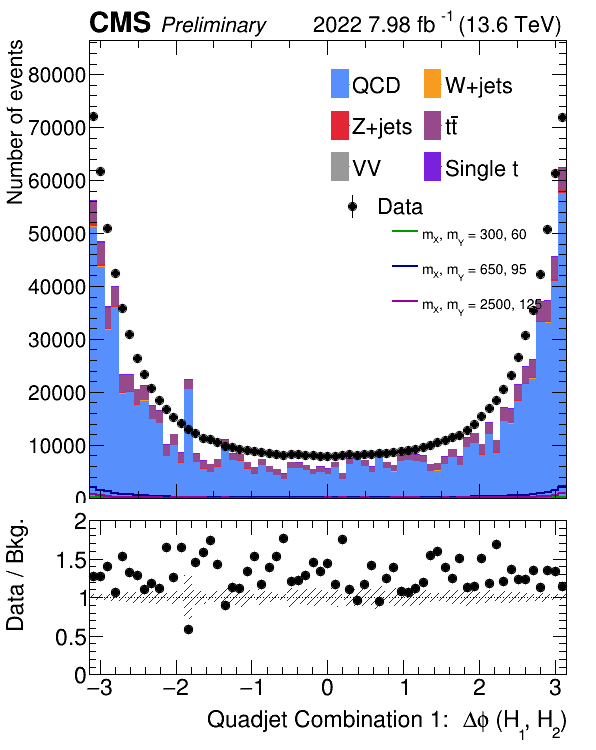 CMS Preliminary 2022 7.98 fb -1 (13.6 TeV)
Number of events
80000
70000
60000
50000
40000
30000
20000
10000
0
QCD W+jets
Z+jets tt̄
VV Single t
Data
mX, mY = 300, 60
mX, mY = 650, 95
mX, mY = 2500, 125
Data / Bkg.
2
1.5
1
0.5
0
−3 −2 −1 0 1 2 3
Quadjet Combination 1: Δϕ (H1, H2)